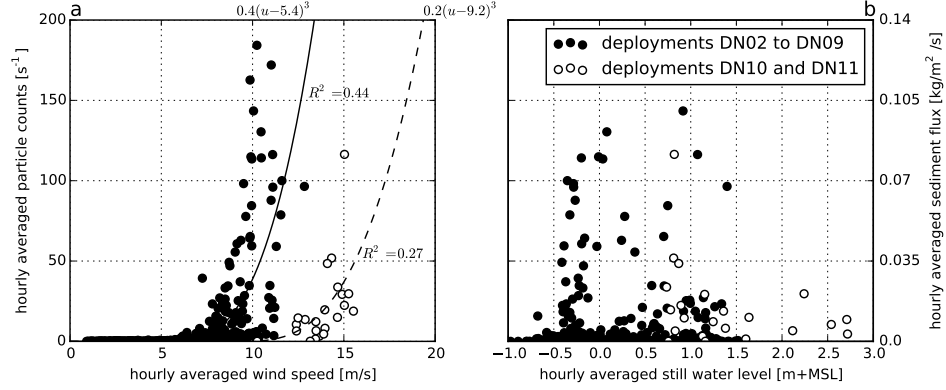 a
0.4(u−5.4)³
0.2(u−9.2)³
b
200
150
100
50
0
hourly averaged particle counts [s⁻¹]
R² =0.44
R² =0.27
0
5
10
15
20
hourly averaged wind speed [m/s]
deployments DN02 to DN09
deployments DN10 and DN11
0.14
0.105
0.07
0.035
0.0
hourly averaged sediment flux [kg/m² /s]
−1.0
−0.5
0.0
0.5
1.0
1.5
2.0
2.5
3.0
hourly averaged still water level [m+MSL]